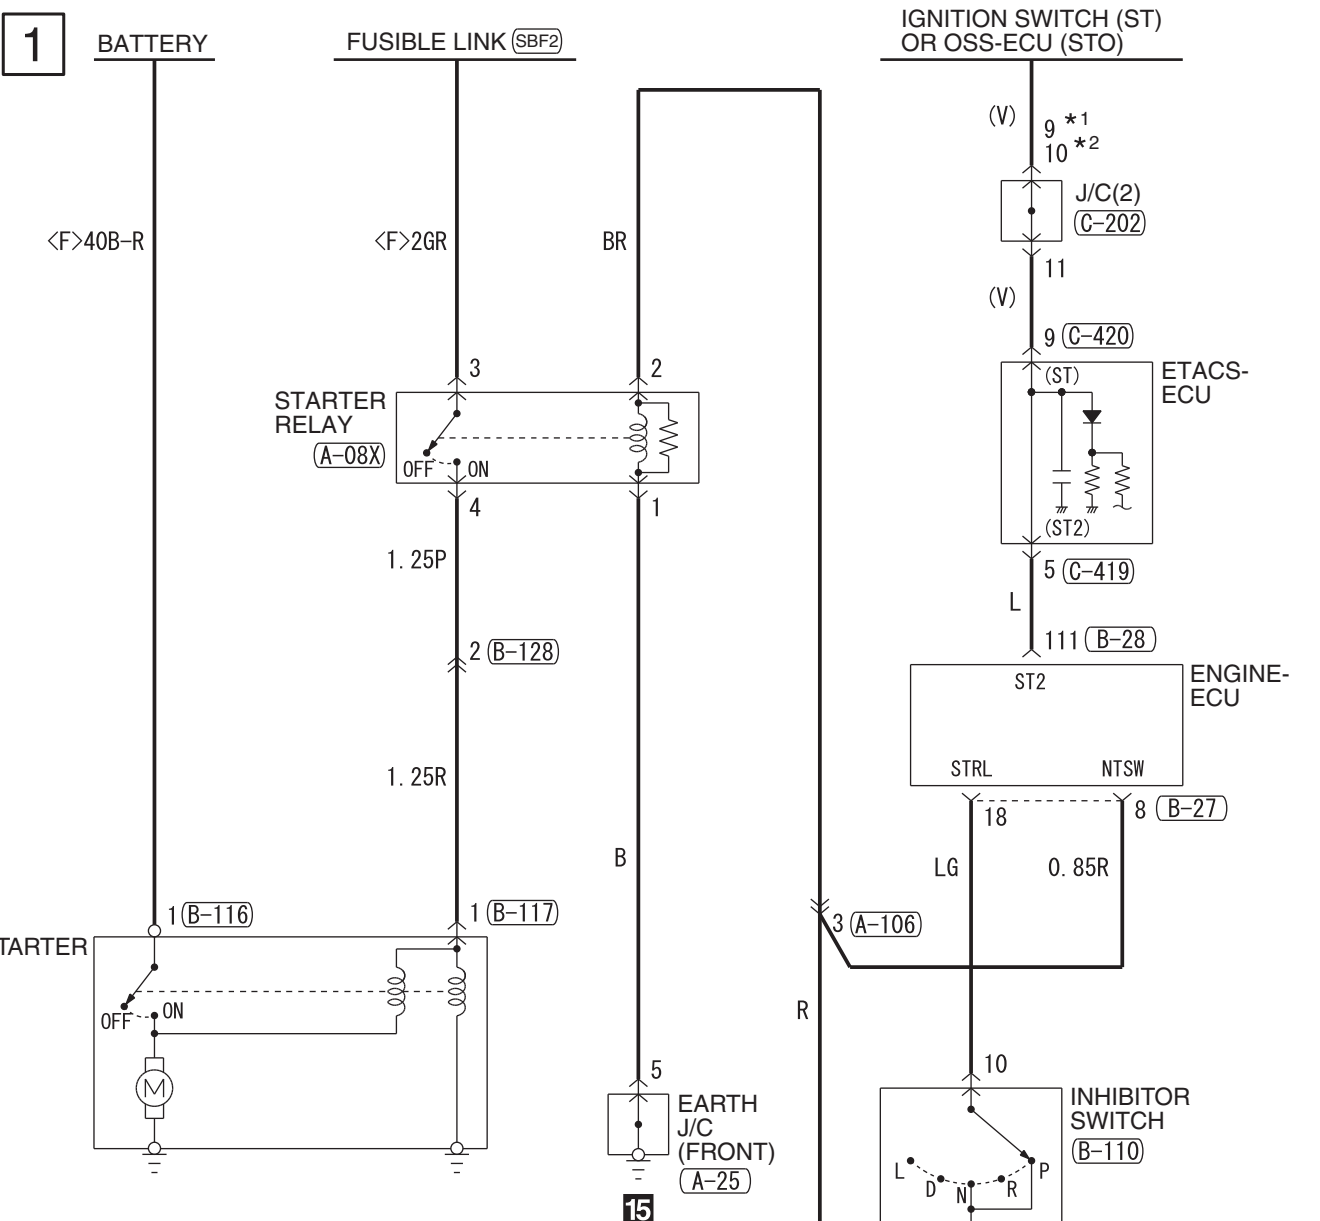 1
BATTERY
FUSIBLE LINK SBF2
IGNITION SWITCH (ST)
OR OSS-ECU (STO)
(V)
9 *1
10 *2
J/C(2)
C-202
<F>40B-R
<F>2GR
BR
11
(V)
9 C-420
3
2
(ST)
ETACS-
ECU
STARTER
RELAY
A-08X
OFF
ON
4
1
(ST2)
1.25P
5 C-419
L
2 B-128
111 B-28
ST2
ENGINE-
ECU
1.25R
STRL
NTSW
18
8 B-27
B
LG
0.85R
1 B-116
1 B-117
3 A-106
TARTER
OFF
ON
R
M
5
10
EARTH
J/C
(FRONT)
A-25
INHIBITOR
SWITCH
B-110
L
D
N
R
P
15